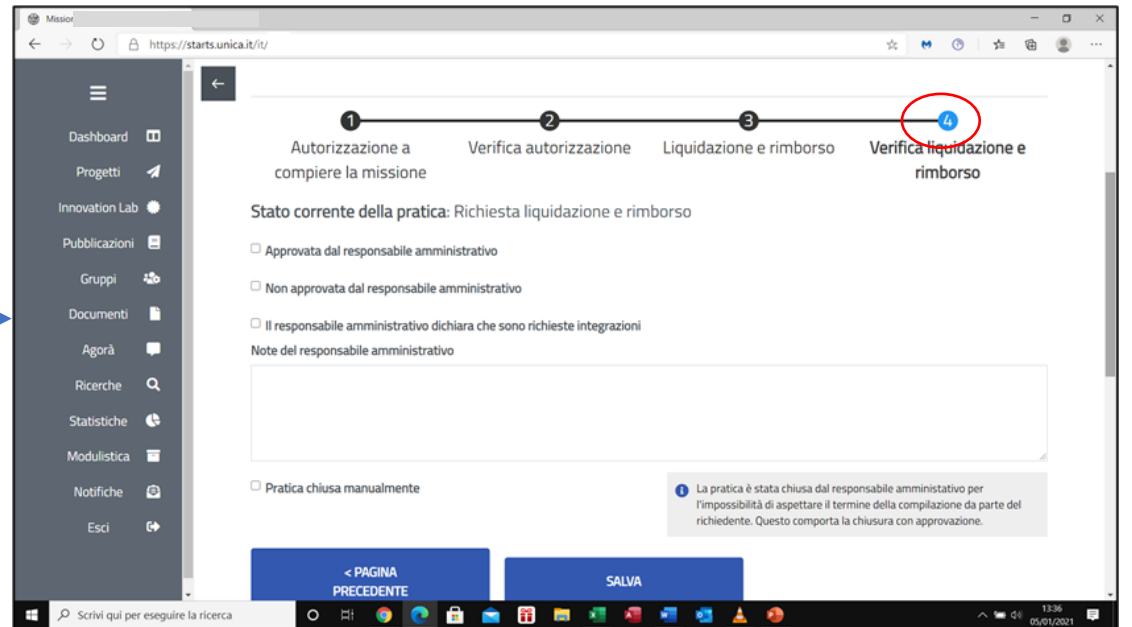 Mission
https://starts.unica.it/it/
Dashboard
Progetti
Innovation Lab
Pubblicazioni
Gruppi
Documenti
Agorà
Ricerche
Statistiche
Modulistica
Notifiche
Esci
1
2
3
4
Autorizzazione a
compiere la missione
Verifica autorizzazione
Liquidazione e rimborso
Verifica liquidazione e
rimborso
Stato corrente della pratica: Richiesta liquidazione e rimborso
Approvata dal responsabile amministrativo
Non approvata dal responsabile amministrativo
Il responsabile amministrativo dichiara che sono richieste integrazioni
Note del responsabile amministrativo
Pratica chiusa manualmente
La pratica è stata chiusa dal responsabile amministativo per
l'impossibilità di aspettare il termine della compilazione da parte del
richiedente. Questo comporta la chiusura con approvazione.
< PAGINA
PRECEDENTE
SALVA
Scrivi qui per eseguire la ricerca
13:36
05/01/2021